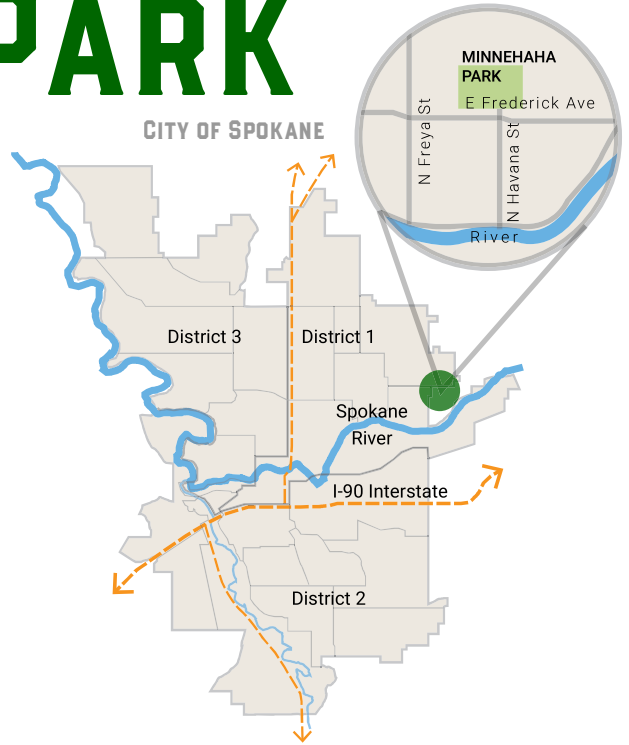 PARK
CITY OF SPOKANE
MINNEHAHA
PARK
E Frederick Ave
N Freya St
N Havana St
River
District 3
District 1
Spokane
River
I-90 Interstate
District 2